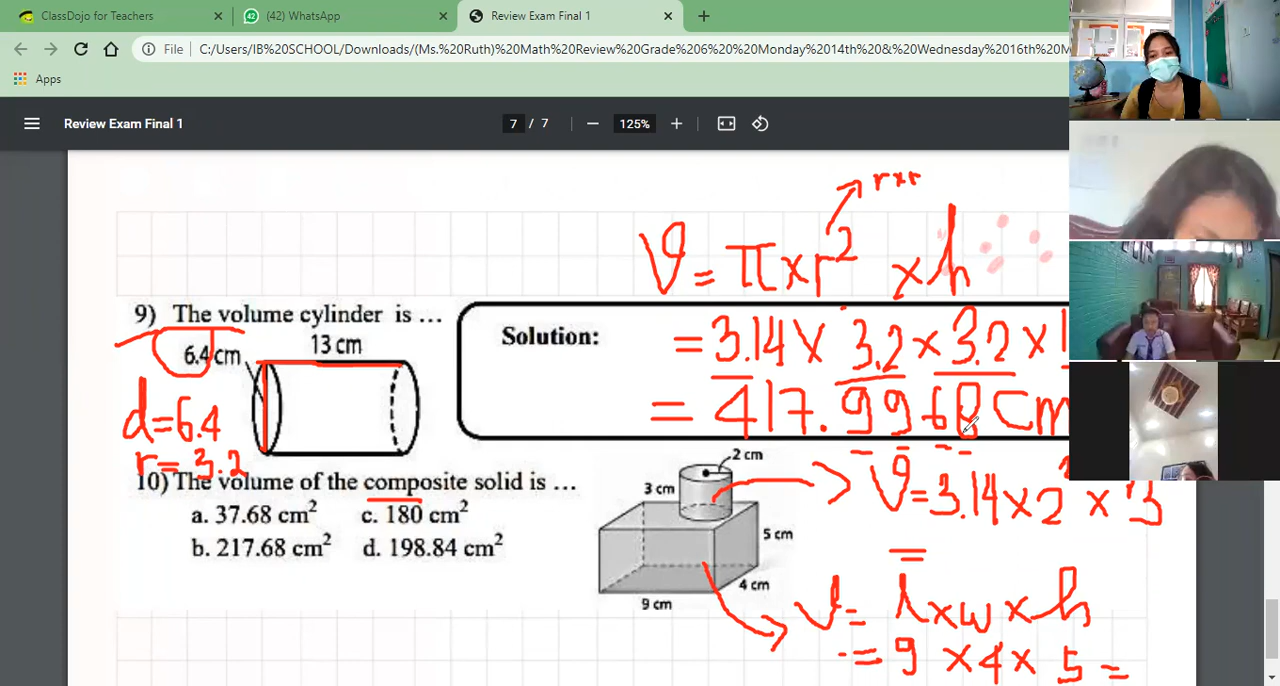 ClassDojo for Teachers
(42) WhatsApp
Review Exam Final 1
File C:/Users/IB%20SCHOOL/Downloads/(Ms.%20Ruth)%20Math%20Review%20Grade%206%20%20Monday%2014th%20&%20Wednesday%2016th%20M
Apps
Review Exam Final 1
7 / 7
125%
r×r
V = π × r² × h
9) The volume cylinder is ...
6.4 cm
13 cm
d = 6.4
r = 3.2
Solution:
= 3.14 × 3.2 × 3.2 × 1
= 417.9968 cm
10) The volume of the composite solid is ...
a. 37.68 cm²
c. 180 cm²
b. 217.68 cm²
d. 198.84 cm²
2 cm
3 cm
5 cm
4 cm
9 cm
V = 3.14 × 2² × 3
V = l × w × h
= 9 × 4 × 5 =